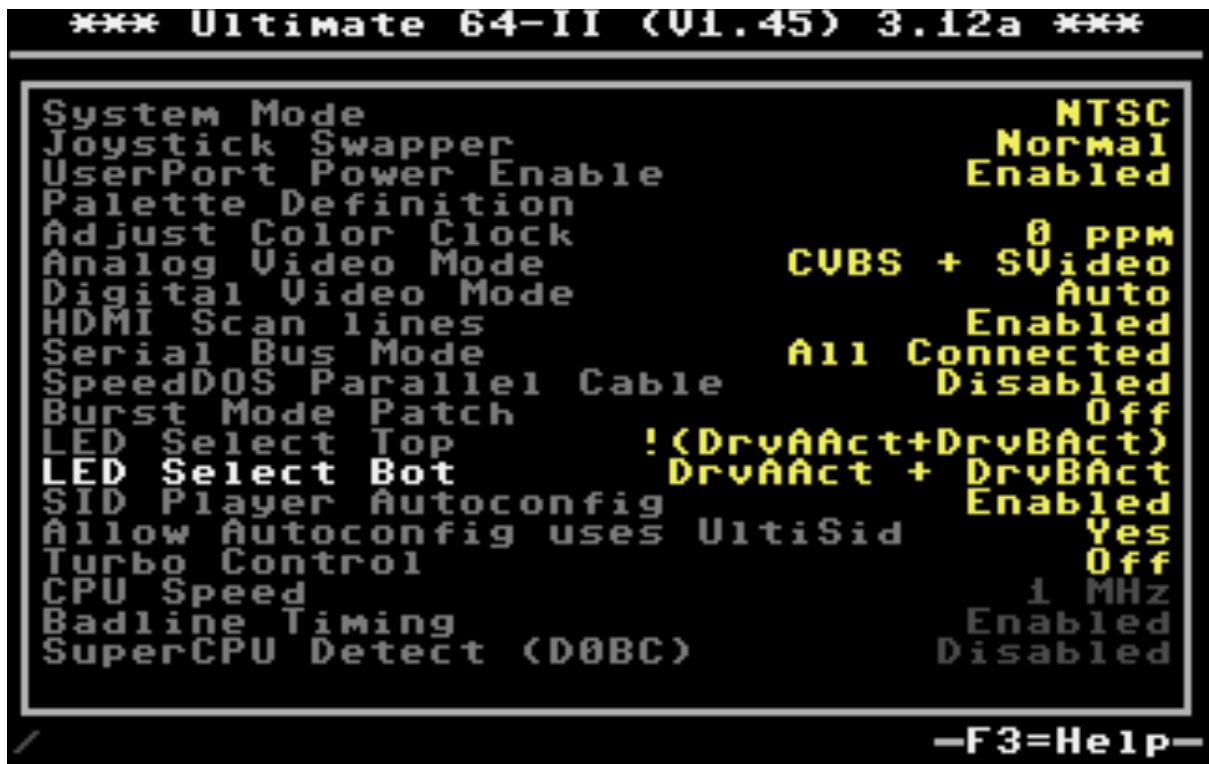 *** Ultimate 64-II (V1.45) 3.12a ***
System Mode NTSC
Joystick Swapper Normal
UserPort Power Enable Enabled
Palette Definition
Adjust Color Clock 0 ppm
Analog Video Mode CVBS + SVideo
Digital Video Mode Auto
HDMI Scan lines Enabled
Serial Bus Mode All Connected
SpeedDOS Parallel Cable Disabled
Burst Mode Patch Off
LED Select Top !(DrvAAct+DrvBAct)
LED Select Bot DrvAAct + DrvBAct
SID Player Autoconfig Enabled
Allow Autoconfig uses UltiSid Yes
Turbo Control Off
CPU Speed 1 MHz
Badline Timing Enabled
SuperCPU Detect (D0BC) Disabled
/ -F3=Help-